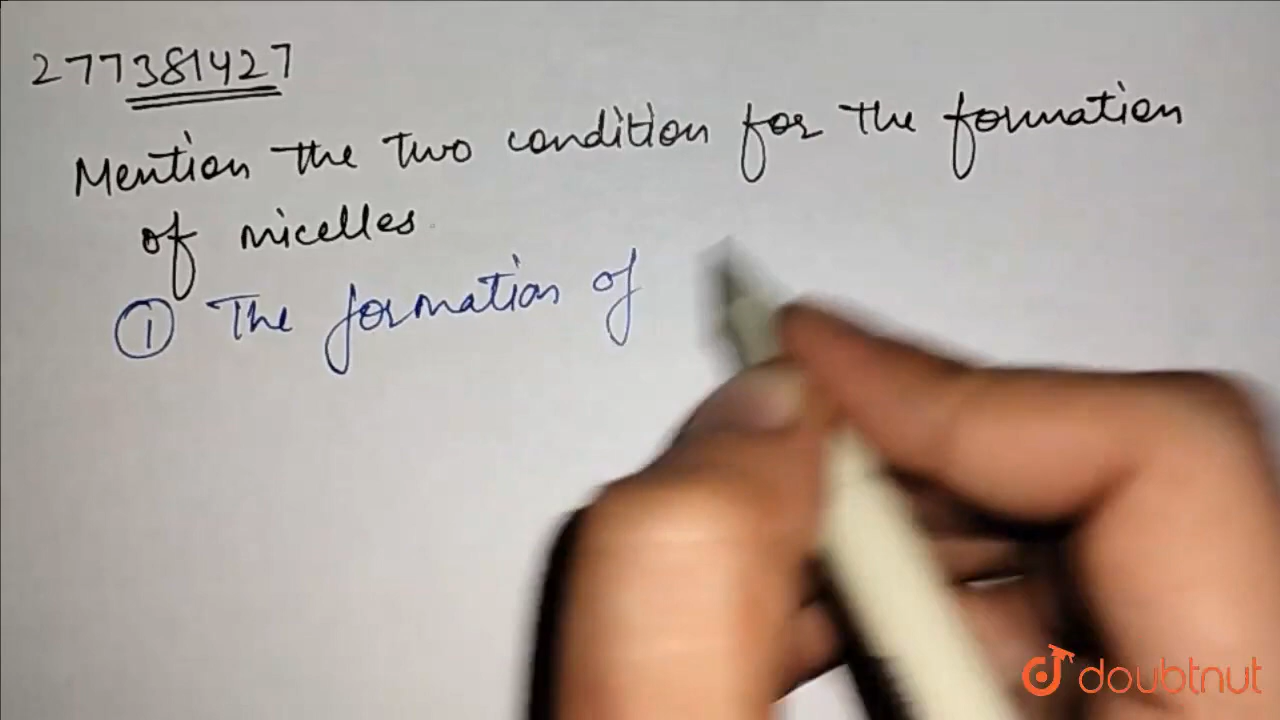 277381427
Mention the two condition for the formation
of micelles.
① The formation of
doubtnut